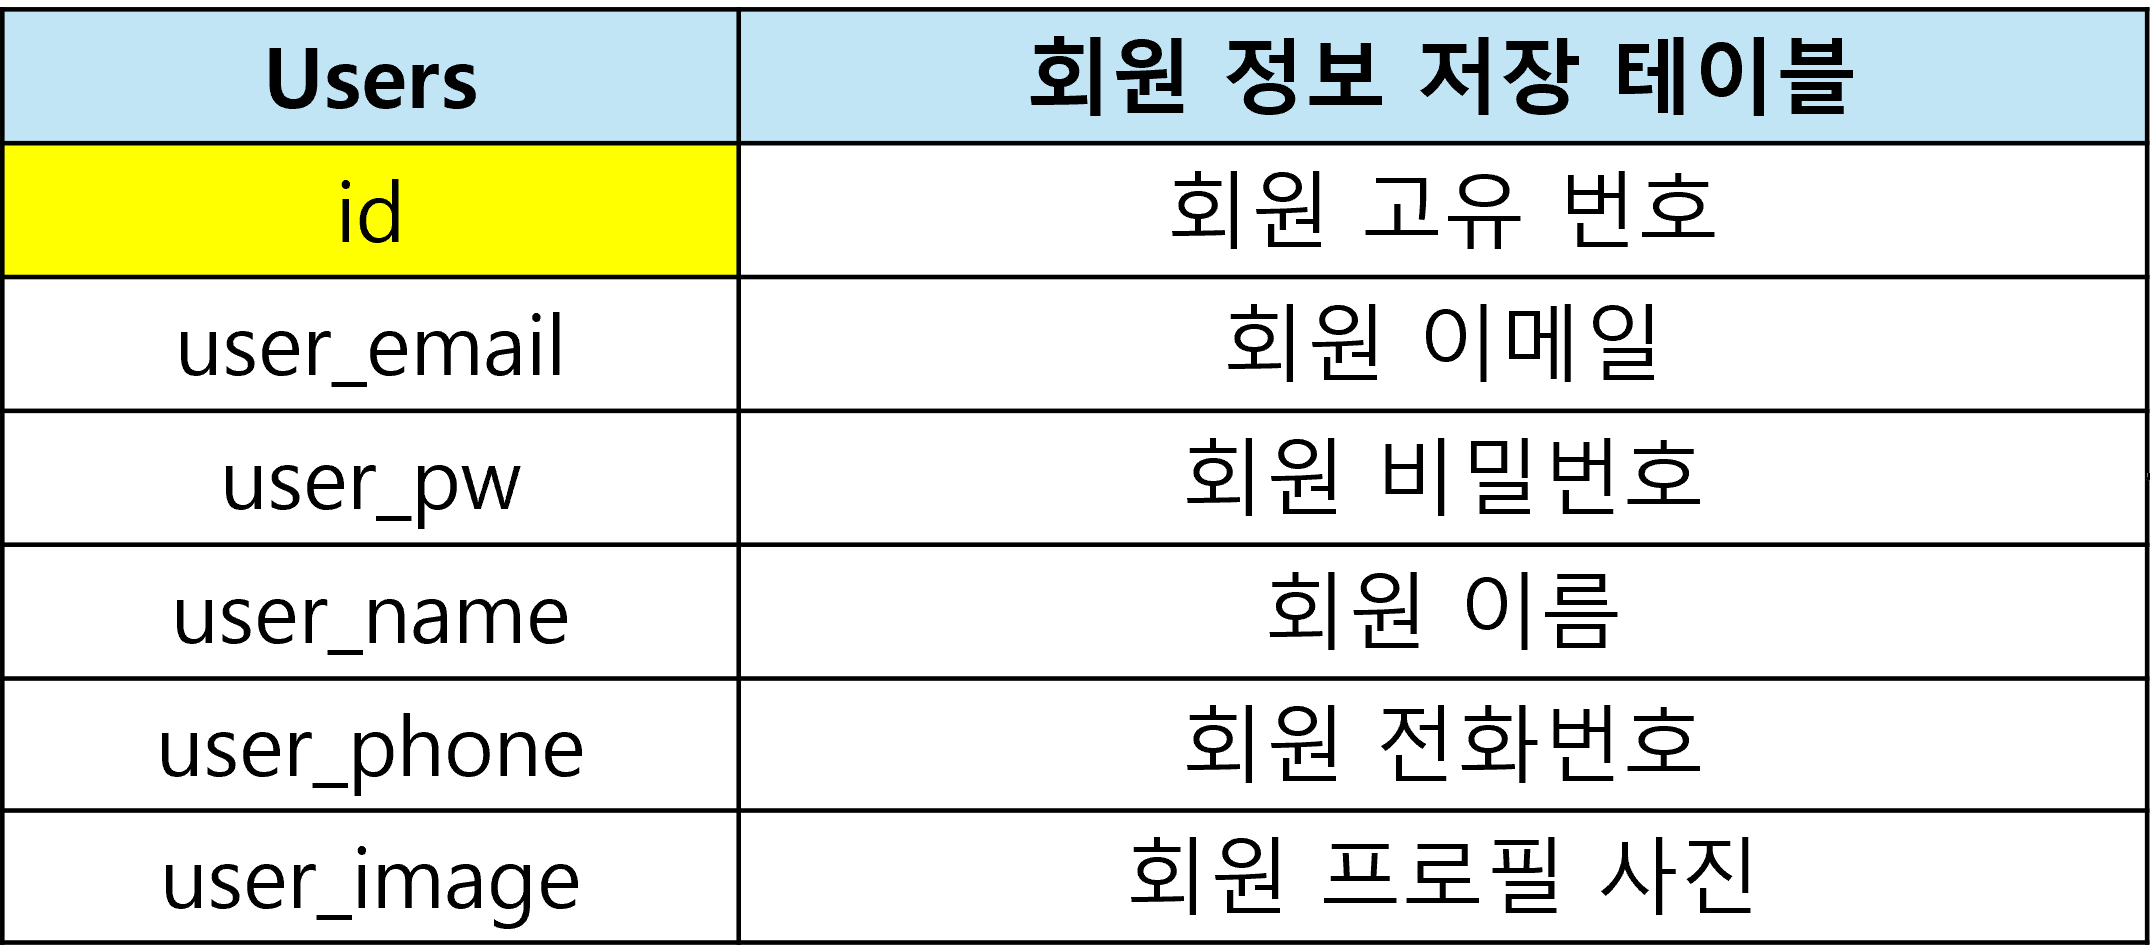 Users 회원 정보 저장 테이블
id 회원 고유 번호
user_email 회원 이메일
user_pw 회원 비밀번호
user_name 회원 이름
user_phone 회원 전화번호
user_image 회원 프로필 사진